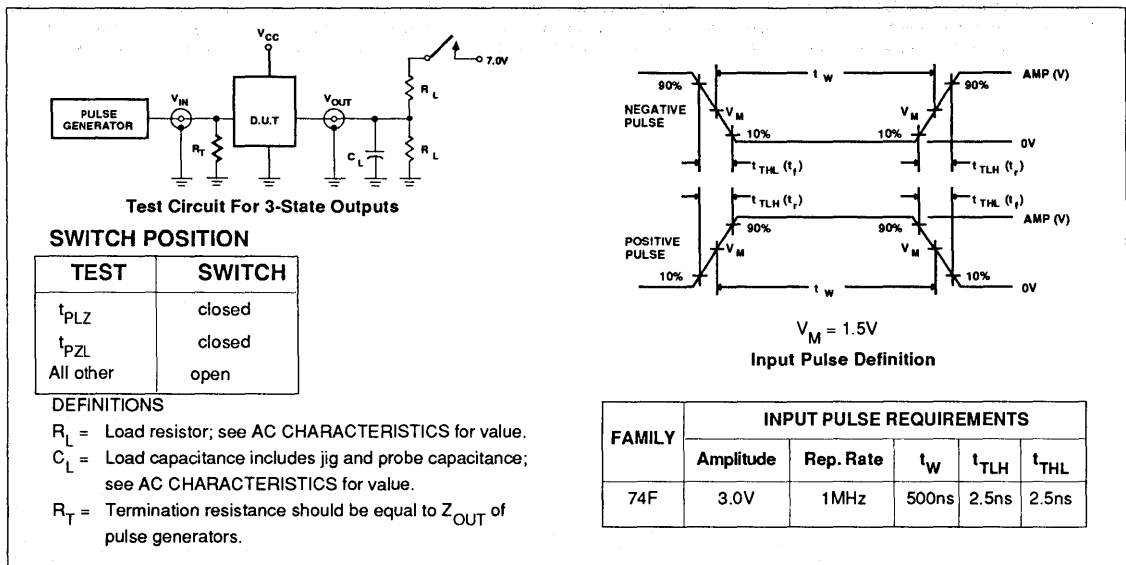 VCC
7.0V
RL
VIN
VOUT
PULSE GENERATOR
D.U.T
RT
CL
RL
Test Circuit For 3-State Outputs
SWITCH POSITION
TEST SWITCH
tPLZ closed
tPZL closed
All other open
DEFINITIONS
RL = Load resistor; see AC CHARACTERISTICS for value.
CL = Load capacitance includes jig and probe capacitance;
see AC CHARACTERISTICS for value.
RT = Termination resistance should be equal to ZOUT of
pulse generators.
tW
AMP (V)
90% 90%
NEGATIVE PULSE
VM VM
10% 10%
0V
tTHL (tf) tTLH (tr)
tTLH (tr) tTHL (tf)
AMP (V)
90% 90%
POSITIVE PULSE
VM VM
10% 10%
tW
0V
VM = 1.5V
Input Pulse Definition
FAMILY INPUT PULSE REQUIREMENTS
Amplitude Rep. Rate tW tTLH tTHL
74F 3.0V 1MHz 500ns 2.5ns 2.5ns